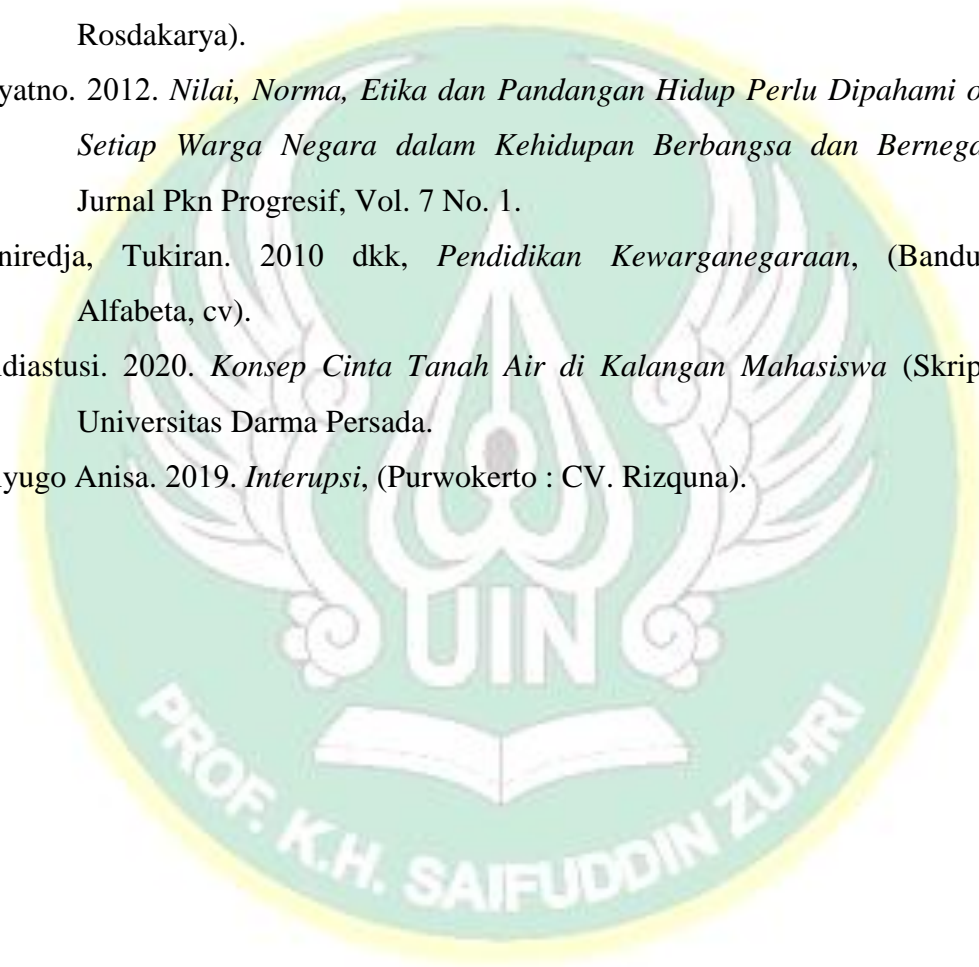 Rosdakarya).
yatno. 2012. Nilai, Norma, Etika dan Pandangan Hidup Perlu Dipahami o
Setiap Warga Negara dalam Kehidupan Berbangsa dan Bernega
Jurnal Pkn Progresif, Vol. 7 No. 1.
niredja, Tukiran. 2010 dkk, Pendidikan Kewarganegaraan, (Bandu
Alfabeta, cv).
diastusi. 2020. Konsep Cinta Tanah Air di Kalangan Mahasiswa (Skrip
Universitas Darma Persada.
yugo Anisa. 2019. Interupsi, (Purwokerto : CV. Rizquna).
UIN
PROF. K.H. SAIFUDDIN ZUHRI